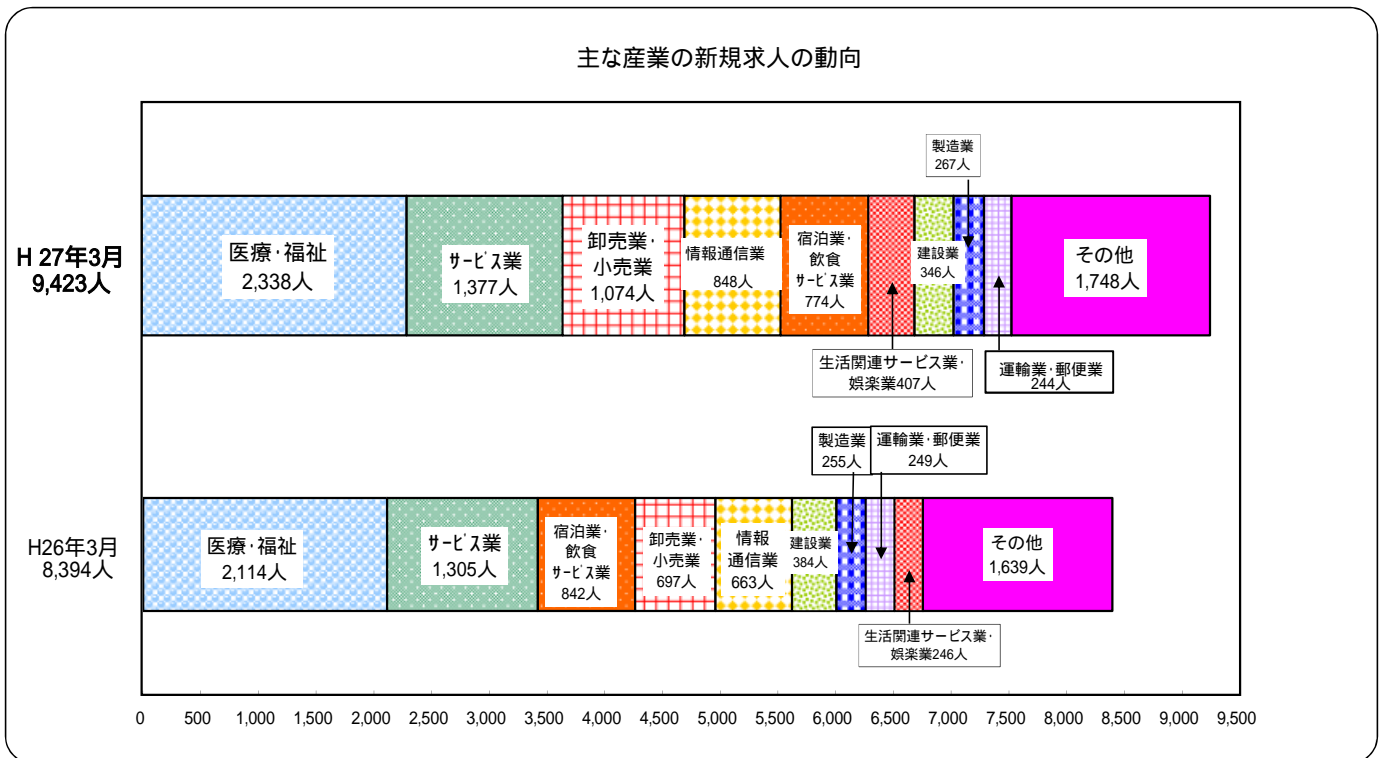 主な産業の新規求人の動向
製造業
267人
H 27年3月
9,423人
医療・福祉
2,338人
ｻｰﾋﾞｽ業
1,377人
卸売業・
小売業
1,074人
情報通信業
848人
宿泊業・
飲食
ｻｰﾋﾞｽ業
774人
建設業
346人
その他
1,748人
生活関連サービス業・
娯楽業407人
運輸業・郵便業
244人
製造業
255人
運輸業・郵便業
249人
H26年3月
8,394人
医療・福祉
2,114人
ｻｰﾋﾞｽ業
1,305人
宿泊業・
飲食
ｻｰﾋﾞｽ業
842人
卸売業・
小売業
697人
情報
通信業
663人
建設業
384人
その他
1,639人
生活関連サービス業・
娯楽業246人
0 500 1,000 1,500 2,000 2,500 3,000 3,500 4,000 4,500 5,000 5,500 6,000 6,500 7,000 7,500 8,000 8,500 9,000 9,500